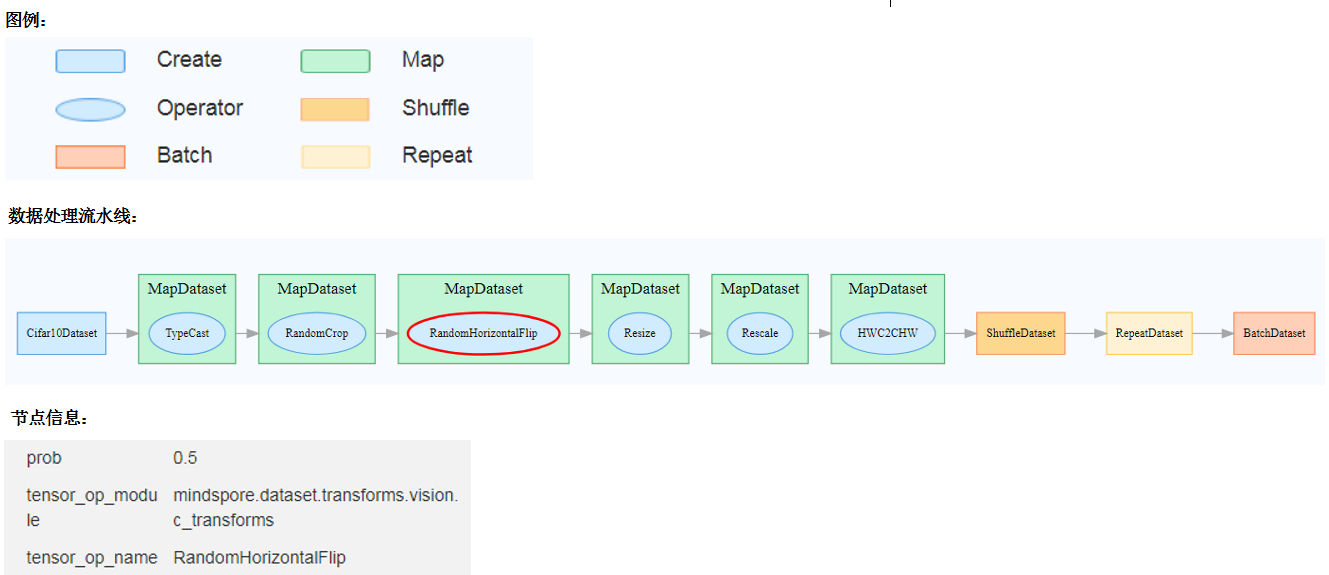 图例：
Create
Map
Operator
Shuffle
Batch
Repeat
数据处理流水线：
MapDataset
MapDataset
MapDataset
MapDataset
MapDataset
MapDataset
Cifar10Dataset
TypeCast
RandomCrop
RandomHorizontalFlip
Resize
Rescale
HWC2CHW
ShuffleDataset
RepeatDataset
BatchDataset
节点信息：
prob
0.5
tensor_op_modu
le
mindspore.dataset.transforms.vision.
c_transforms
tensor_op_name
RandomHorizontalFlip